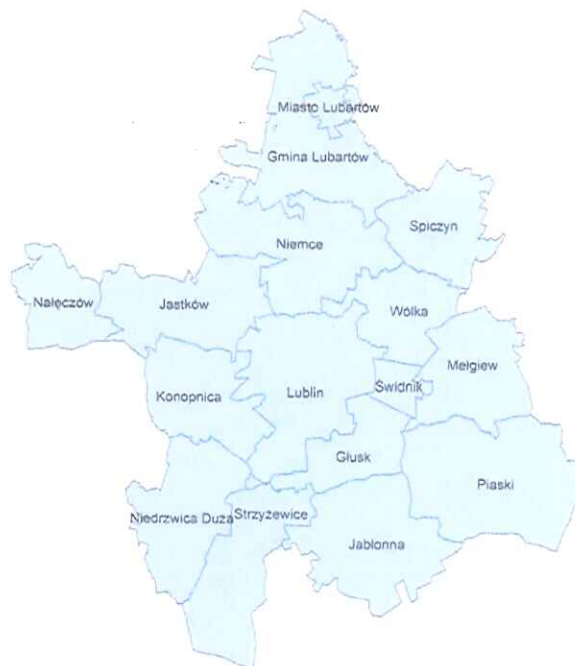 Miasto Lubartów
Gmina Lubartów
Spiczyn
Niemce
Nałęczów
Jastków
Wólka
Mełgiew
Konopnica
Lublin
Świdnik
Głusk
Piaski
Niedrzwica Duża
Strzyżewice
Jabłonna